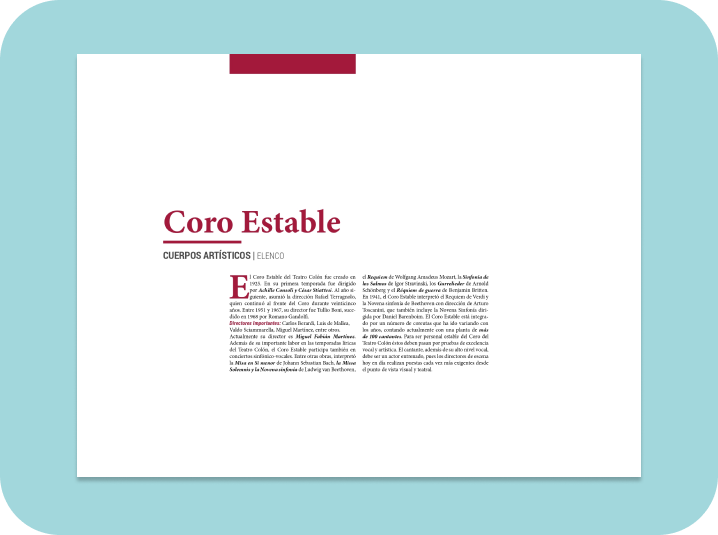 Coro Estable
CUERPOS ARTÍSTICOS | ELENCO
El Coro Estable del Teatro Colón fue creado en
1925. En su primera temporada fue dirigido
por Achille Consoli y César Stiattesi. Al año si-
guiente, asumió la dirección Rafael Terragnolo,
quien continuó al frente del Coro durante veinticinco
años. Entre 1951 y 1967, su director fue Tullio Boni, suce-
dido en 1968 por Romano Gandolfi.
Directores importantes: Carlos Berardi, Luis de Mallea,
Valdo Sciammarella, Miguel Martínez, entre otros.
Actualmente su director es Miguel Fabián Martínez.
Además de su importante labor en las temporadas líricas
del Teatro Colón, el Coro Estable participa también en
conciertos sinfónico-vocales. Entre otras obras, interpretó
la Misa en Si menor de Johann Sebastian Bach, la Missa
Solemnis y la Novena sinfonía de Ludwig van Beethoven,
el Requiem de Wolfgang Amadeus Mozart, la Sinfonía de
los Salmos de Igor Stravinski, los Gurrelieder de Arnold
Schönberg y el Réquiem de guerra de Benjamin Britten.
En 1941, el Coro Estable interpretó el Requiem de Verdi y
la Novena sinfonía de Beethoven con dirección de Arturo
Toscanini, que también incluye la Novena Sinfonía diri-
gida por Daniel Barenboim. El Coro Estable está integra-
do por un número de coreutas que ha ido variando con
los años, contando actualmente con una planta de más
de 100 cantantes. Para ser personal estable del Coro del
Teatro Colón éstos deben pasar por pruebas de excelencia
vocal y artística. El cantante, además de su alto nivel vocal,
debe ser un actor entrenado, pues los directores de escena
hoy en día realizan puestas cada vez más exigentes desde
el punto de vista visual y teatral.